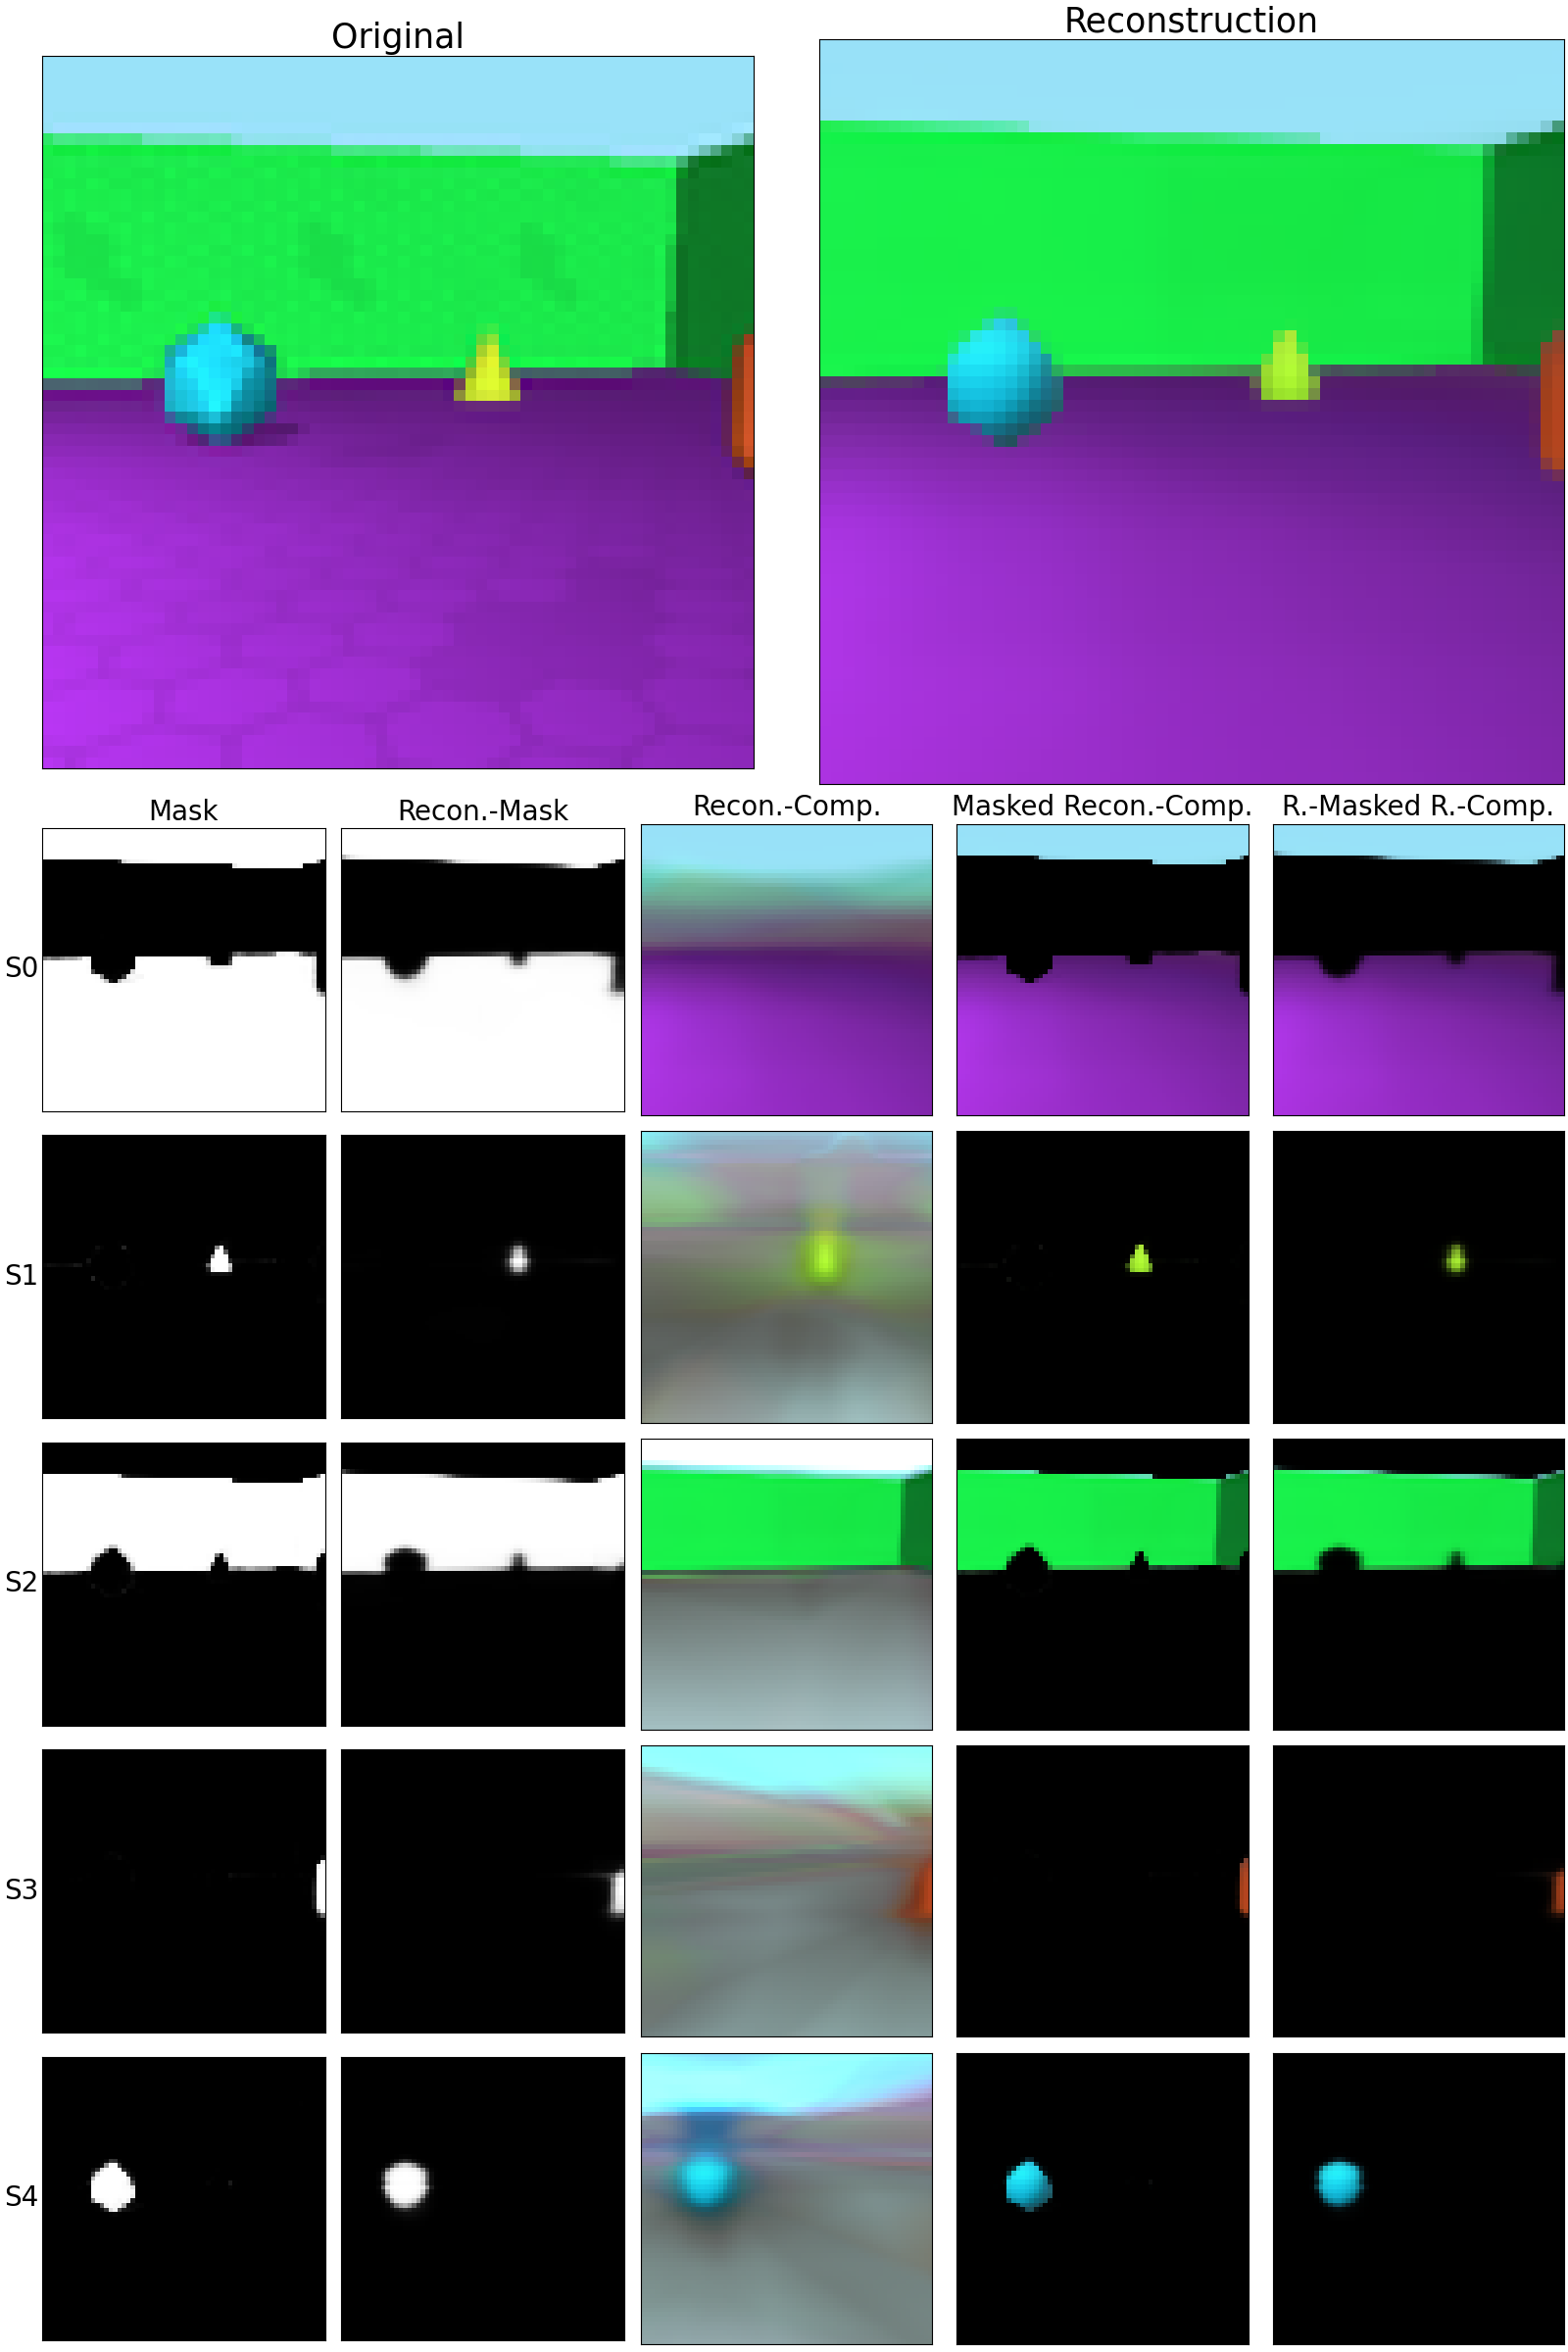 Original
Reconstruction
Mask
Recon.-Mask
Recon.-Comp.
Masked Recon.-Comp.
R.-Masked R.-Comp.
S0
S1
S2
S3
S4